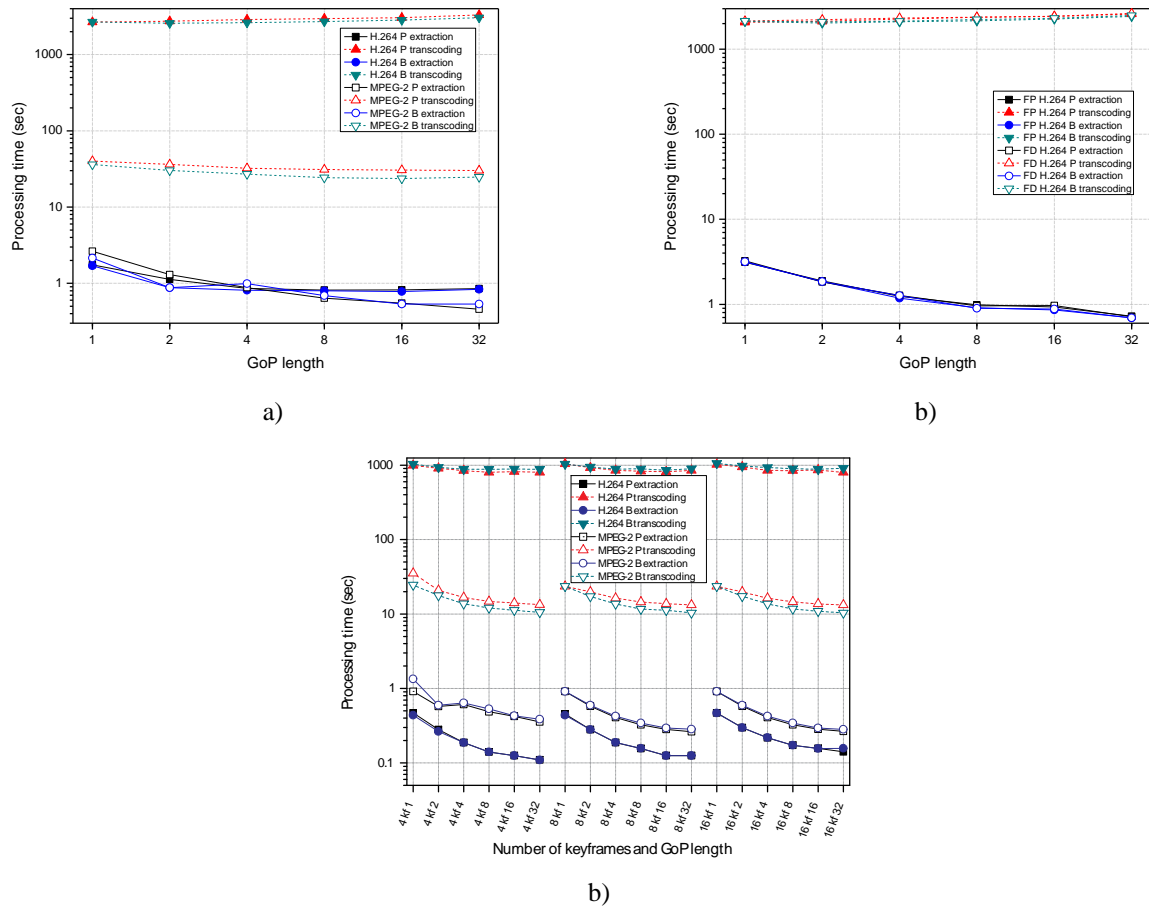 1000
100
10
1
Processing time (sec)
H.264 P extraction
H.264 P transcoding
H.264 B extraction
H.264 B transcoding
MPEG-2 P extraction
MPEG-2 P transcoding
MPEG-2 B extraction
MPEG-2 B transcoding
1 2 4 8 16 32
GoP length
a)
1000
100
10
1
Processing time (sec)
FP H.264 P extraction
FP H.264 P transcoding
FP H.264 B extraction
FP H.264 B transcoding
FD H.264 P extraction
FD H.264 P transcoding
FD H.264 B extraction
FD H.264 B transcoding
1 2 4 8 16 32
GoP length
b)
1000
100
10
1
0.1
Processing time (sec)
H.264 P extraction
H.264 P transcoding
H.264 B extraction
H.264 B transcoding
MPEG-2 P extraction
MPEG-2 P transcoding
MPEG-2 B extraction
MPEG-2 B transcoding
4 kf 1
4 kf 2
4 kf 4
4 kf 8
4 kf 16
4 kf 32
8 kf 1
8 kf 2
8 kf 4
8 kf 8
8 kf 16
8 kf 32
16 kf 1
16 kf 2
16 kf 4
16 kf 8
16 kf 16
16 kf 32
Number of keyframes and GoP length
b)